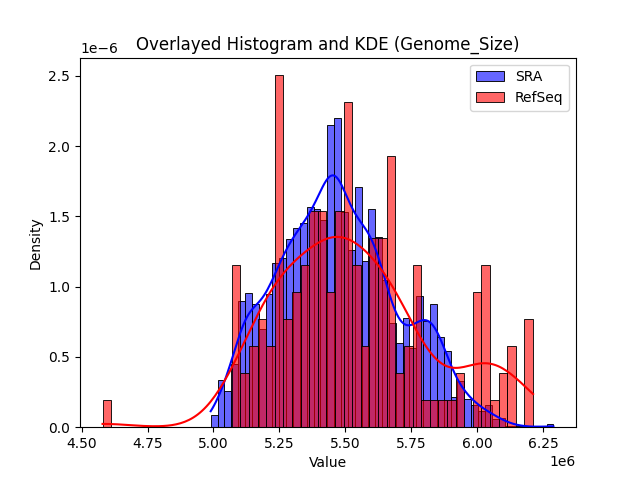 Overlayed Histogram and KDE (Genome_Size)
1e−6
SRA
RefSeq
2.5
2.0
1.5
1.0
0.5
0.0
Density
4.50 4.75 5.00 5.25 5.50 5.75 6.00 6.25
Value
1e6